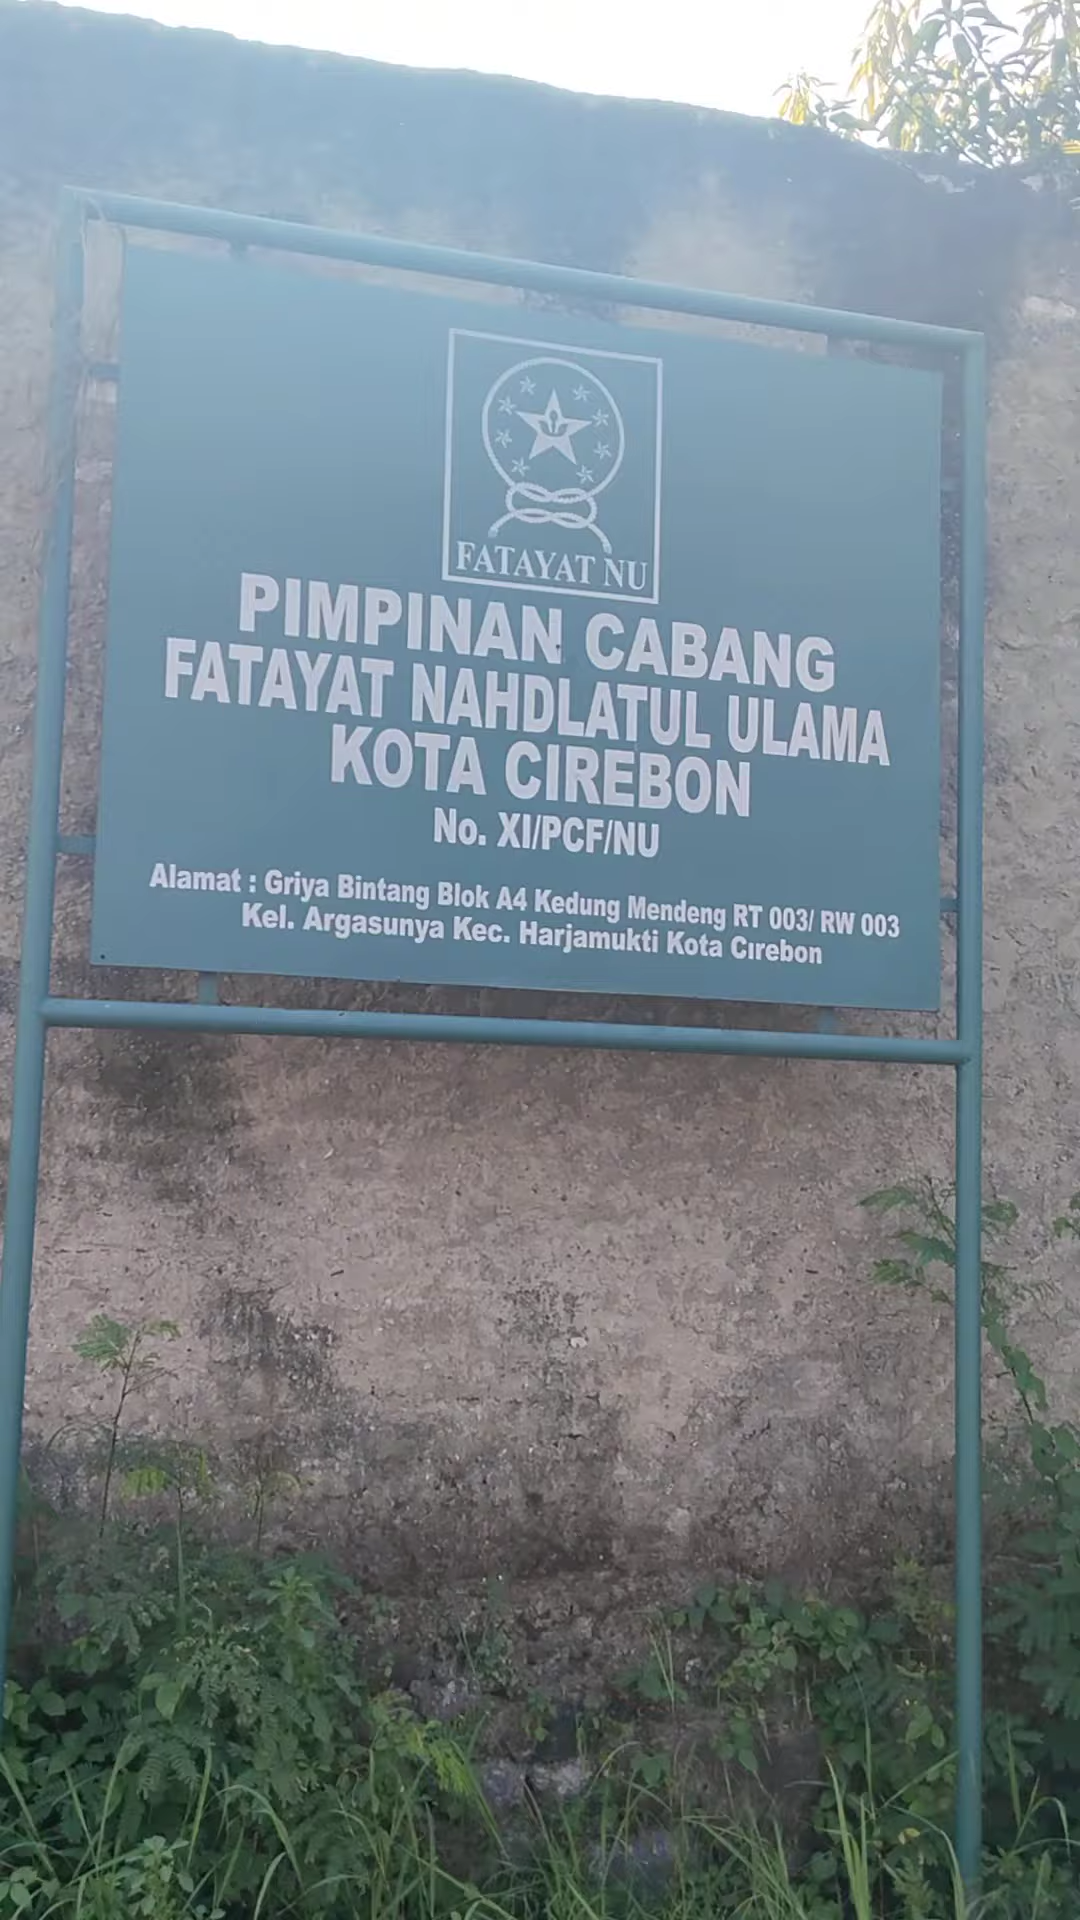 FATAYAT NU
PIMPINAN CABANG
FATAYAT NAHDLATUL ULAMA
KOTA CIREBON
No. XI/PCF/NU
Alamat : Griya Bintang Blok A4 Kedung Mendeng RT 003/ RW 003
Kel. Argasunya Kec. Harjamukti Kota Cirebon